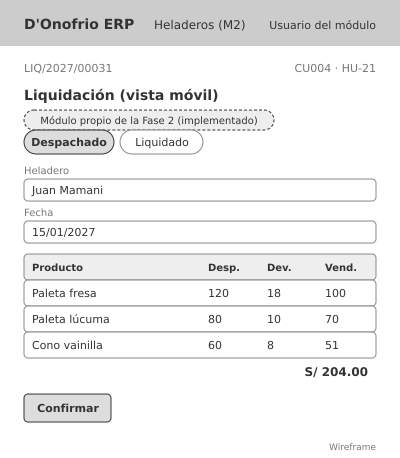 D'Onofrio ERP Heladeros (M2) Usuario del módulo
LIQ/2027/00031 CU004 · HU-21
Liquidación (vista móvil)
Módulo propio de la Fase 2 (implementado)
Despachado Liquidado
Heladero
Juan Mamani
Fecha
15/01/2027
Producto Desp. Dev. Vend.
Paleta fresa 120 18 100
Paleta lúcuma 80 10 70
Cono vainilla 60 8 51
S/ 204.00
Confirmar
Wireframe